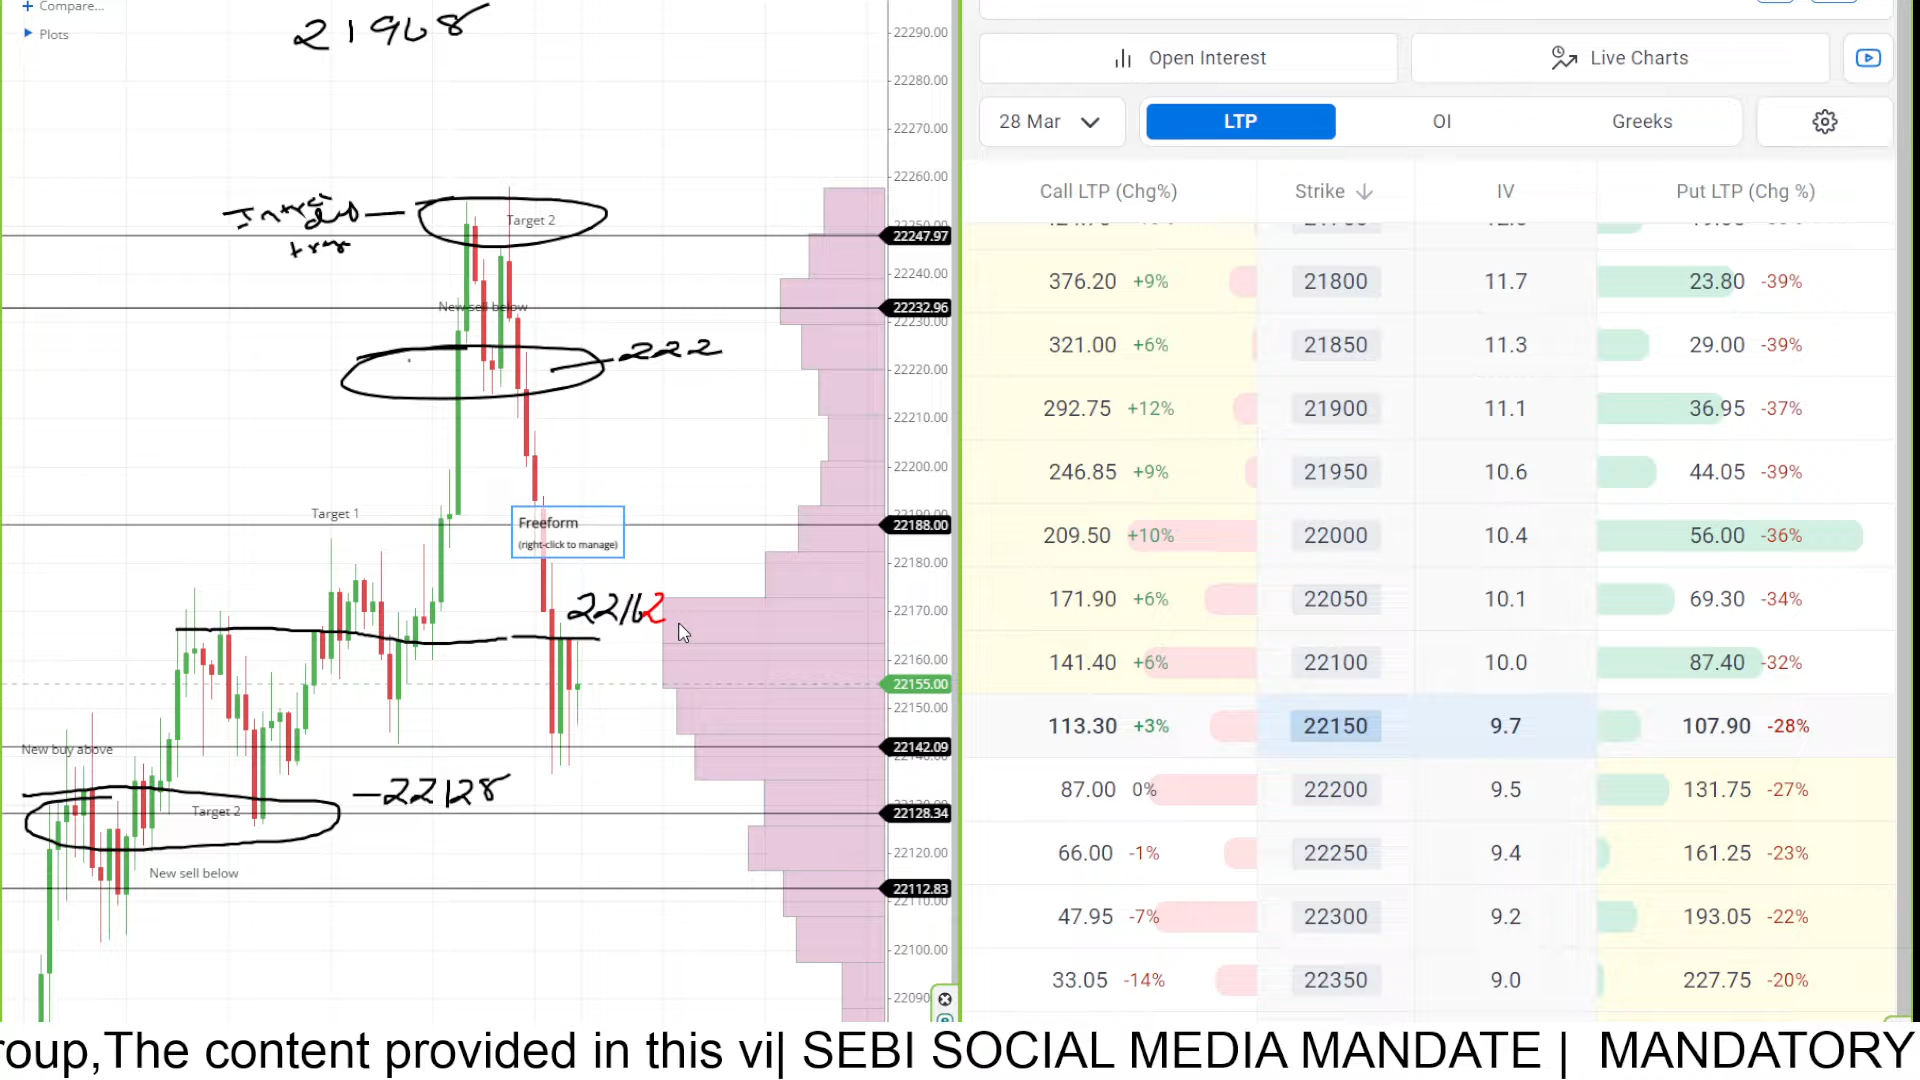 Compare...
Plots
21968
22290.00
22280.00
22270.00
22260.00
22240.00
22230.00
22220.00
22210.00
22200.00
22180.00
22170.00
22160.00
22150.00
22120.00
22110.00
22100.00
22247.97
22232.96
22188.00
22155.00
22142.09
22128.34
22112.83
Target 2
New sell below
222
Target 1
Freeform
(right-click to manage)
22162
New buy above
-22128
Target 2
New sell below
Open Interest
Live Charts
28 Mar
LTP
OI
Greeks
Call LTP (Chg%) Strike IV Put LTP (Chg %)
376.20 +9% 21800 11.7 23.80 -39%
321.00 +6% 21850 11.3 29.00 -39%
292.75 +12% 21900 11.1 36.95 -37%
246.85 +9% 21950 10.6 44.05 -39%
209.50 +10% 22000 10.4 56.00 -36%
171.90 +6% 22050 10.1 69.30 -34%
141.40 +6% 22100 10.0 87.40 -32%
113.30 +3% 22150 9.7 107.90 -28%
87.00 0% 22200 9.5 131.75 -27%
66.00 -1% 22250 9.4 161.25 -23%
47.95 -7% 22300 9.2 193.05 -22%
33.05 -14% 22350 9.0 227.75 -20%
roup,The content provided in this vi| SEBI SOCIAL MEDIA MANDATE | MANDATORY